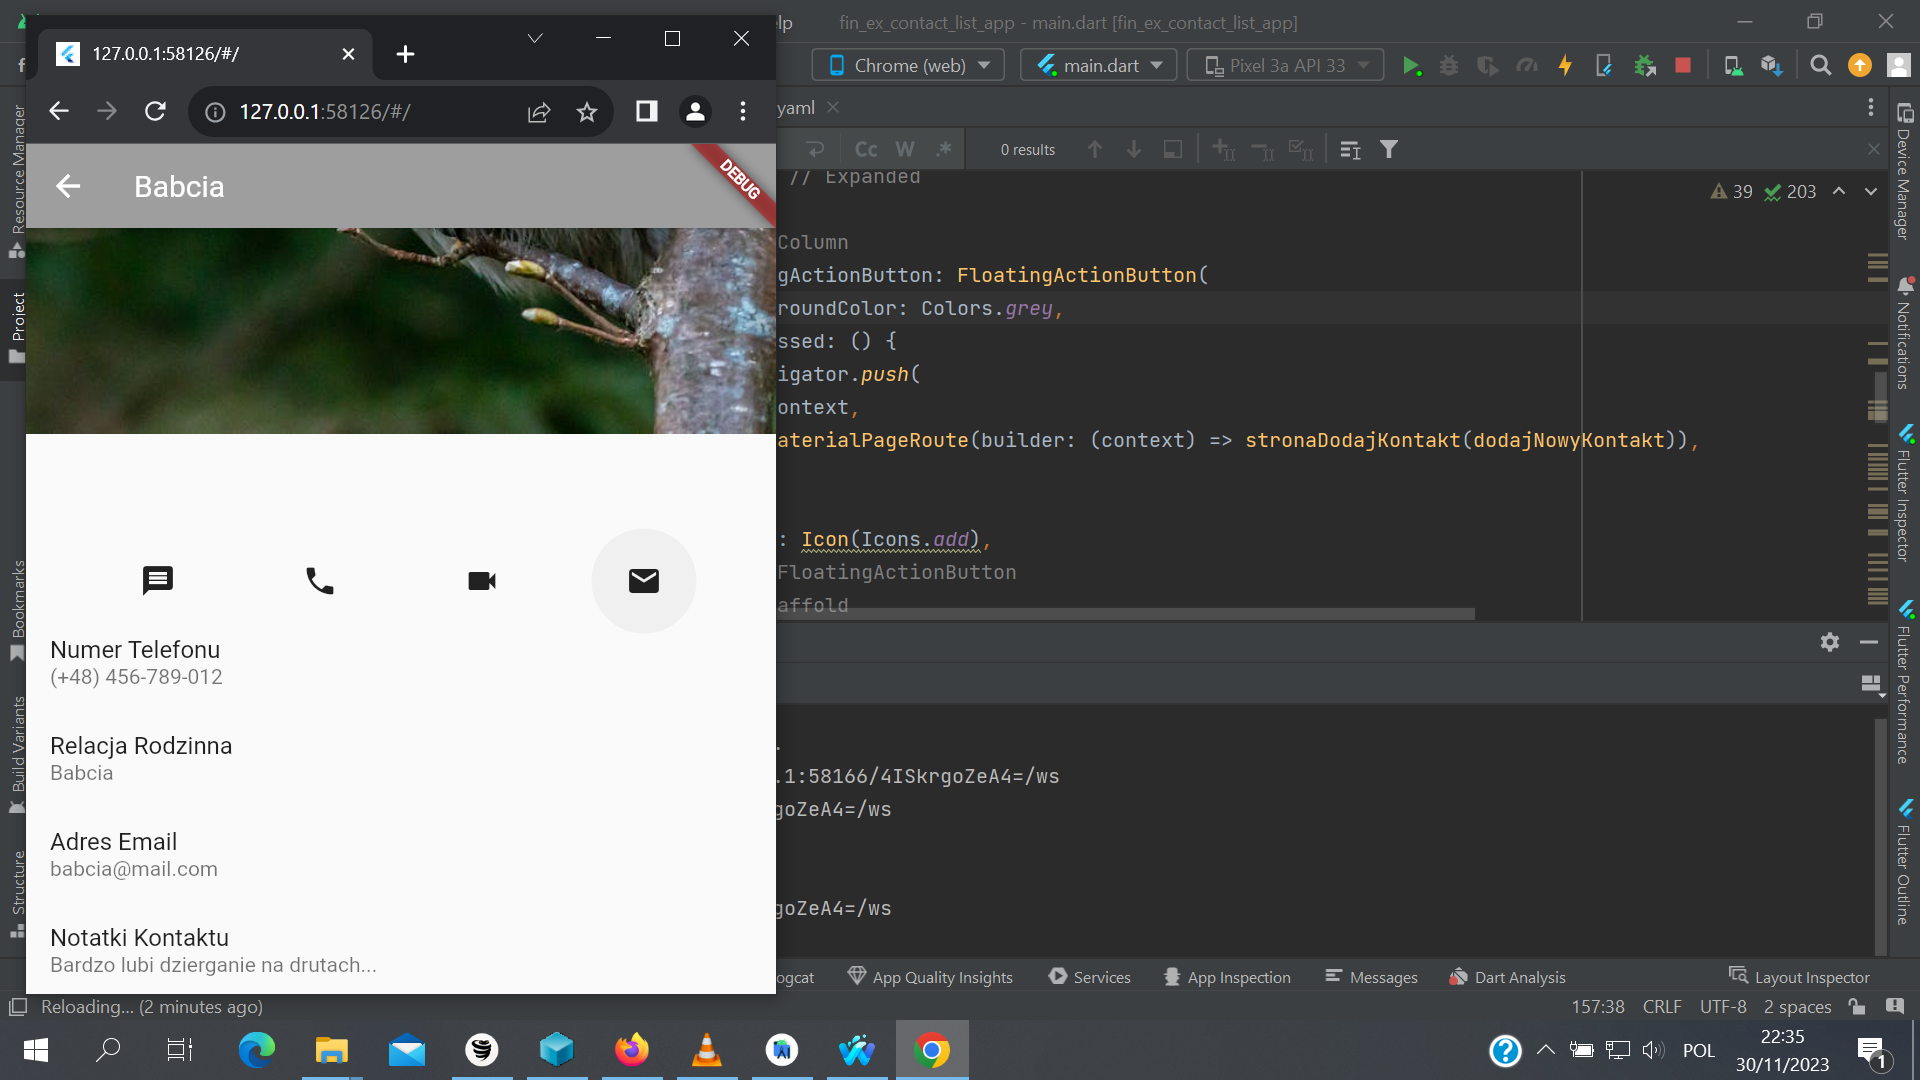 127.0.0.1:58126/#/
127.0.0.1:58126/#/
Babcia
DEBUG
Numer Telefonu
(+48) 456-789-012
Relacja Rodzinna
Babcia
Adres Email
babcia@mail.com
Notatki Kontaktu
Bardzo lubi dzierganie na drutach...
lp
fin_ex_contact_list_app - main.dart [fin_ex_contact_list_app]
Chrome (web)
main.dart
Pixel 3a API 33
yaml
Cc W .*
0 results
39 203
// Expanded
Column
gActionButton: FloatingActionButton(
roundColor: Colors.grey,
ssed: () {
igator.push(
ontext,
aterialPageRoute(builder: (context) => stronaDodajKontakt(dodajNowyKontakt)),
: Icon(Icons.add),
FloatingActionButton
affold
.
.1:58166/4ISkrgoZeA4=/ws
goZeA4=/ws
goZeA4=/ws
Resource Manager
Project
Bookmarks
Build Variants
Structure
Device Manager
Notifications
Flutter Inspector
Flutter Performance
Flutter Outline
ogcat
App Quality Insights
Services
App Inspection
Messages
Dart Analysis
Layout Inspector
Reloading... (2 minutes ago)
157:38 CRLF UTF-8 2 spaces
POL
22:35
30/11/2023
1